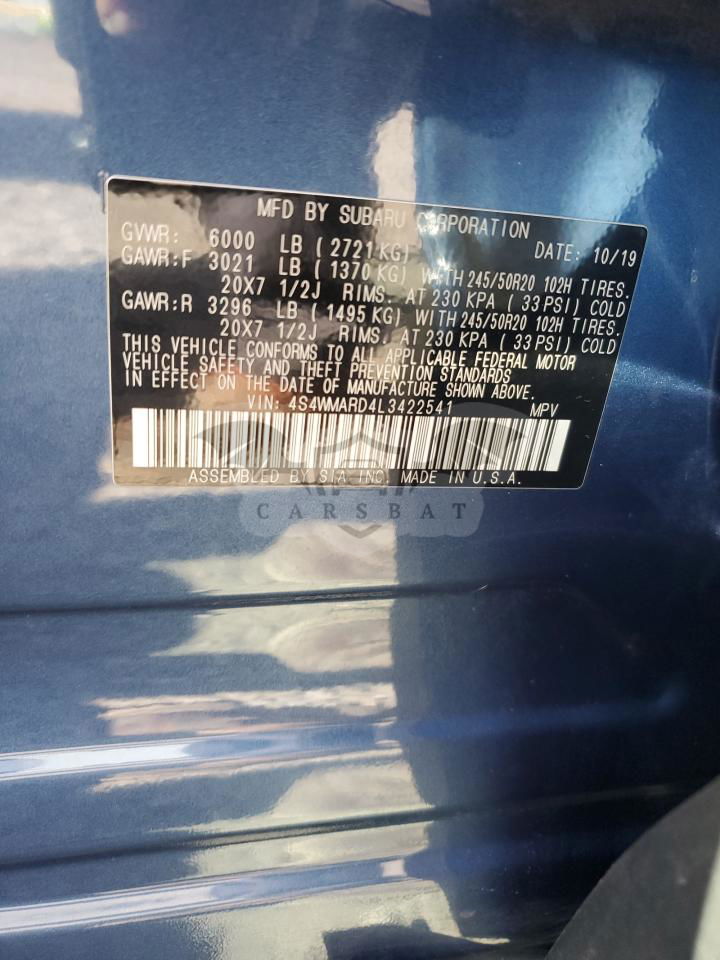 MFD BY SUBARU CORPORATION
GVWR: 6000 LB ( 2721 KG) DATE: 10/19
GAWR:F 3021 LB ( 1370 KG) WITH 245/50R20 102H TIRES.
20X7 1/2J RIMS. AT 230 KPA ( 33 PSI) COLD
GAWR:R 3296 LB ( 1495 KG) WITH 245/50R20 102H TIRES.
20X7 1/2J RIMS. AT 230 KPA ( 33 PSI) COLD
THIS VEHICLE CONFORMS TO ALL APPLICABLE FEDERAL MOTOR
VEHICLE SAFETY AND THEFT PREVENTION STANDARDS
IN EFFECT ON THE DATE OF MANUFACTURE SHOWN ABOVE.
VIN: 4S4WMARD4L3422541 MPV
ASSEMBLED BY SIA, INC. MADE IN U.S.A.
CARSBAT